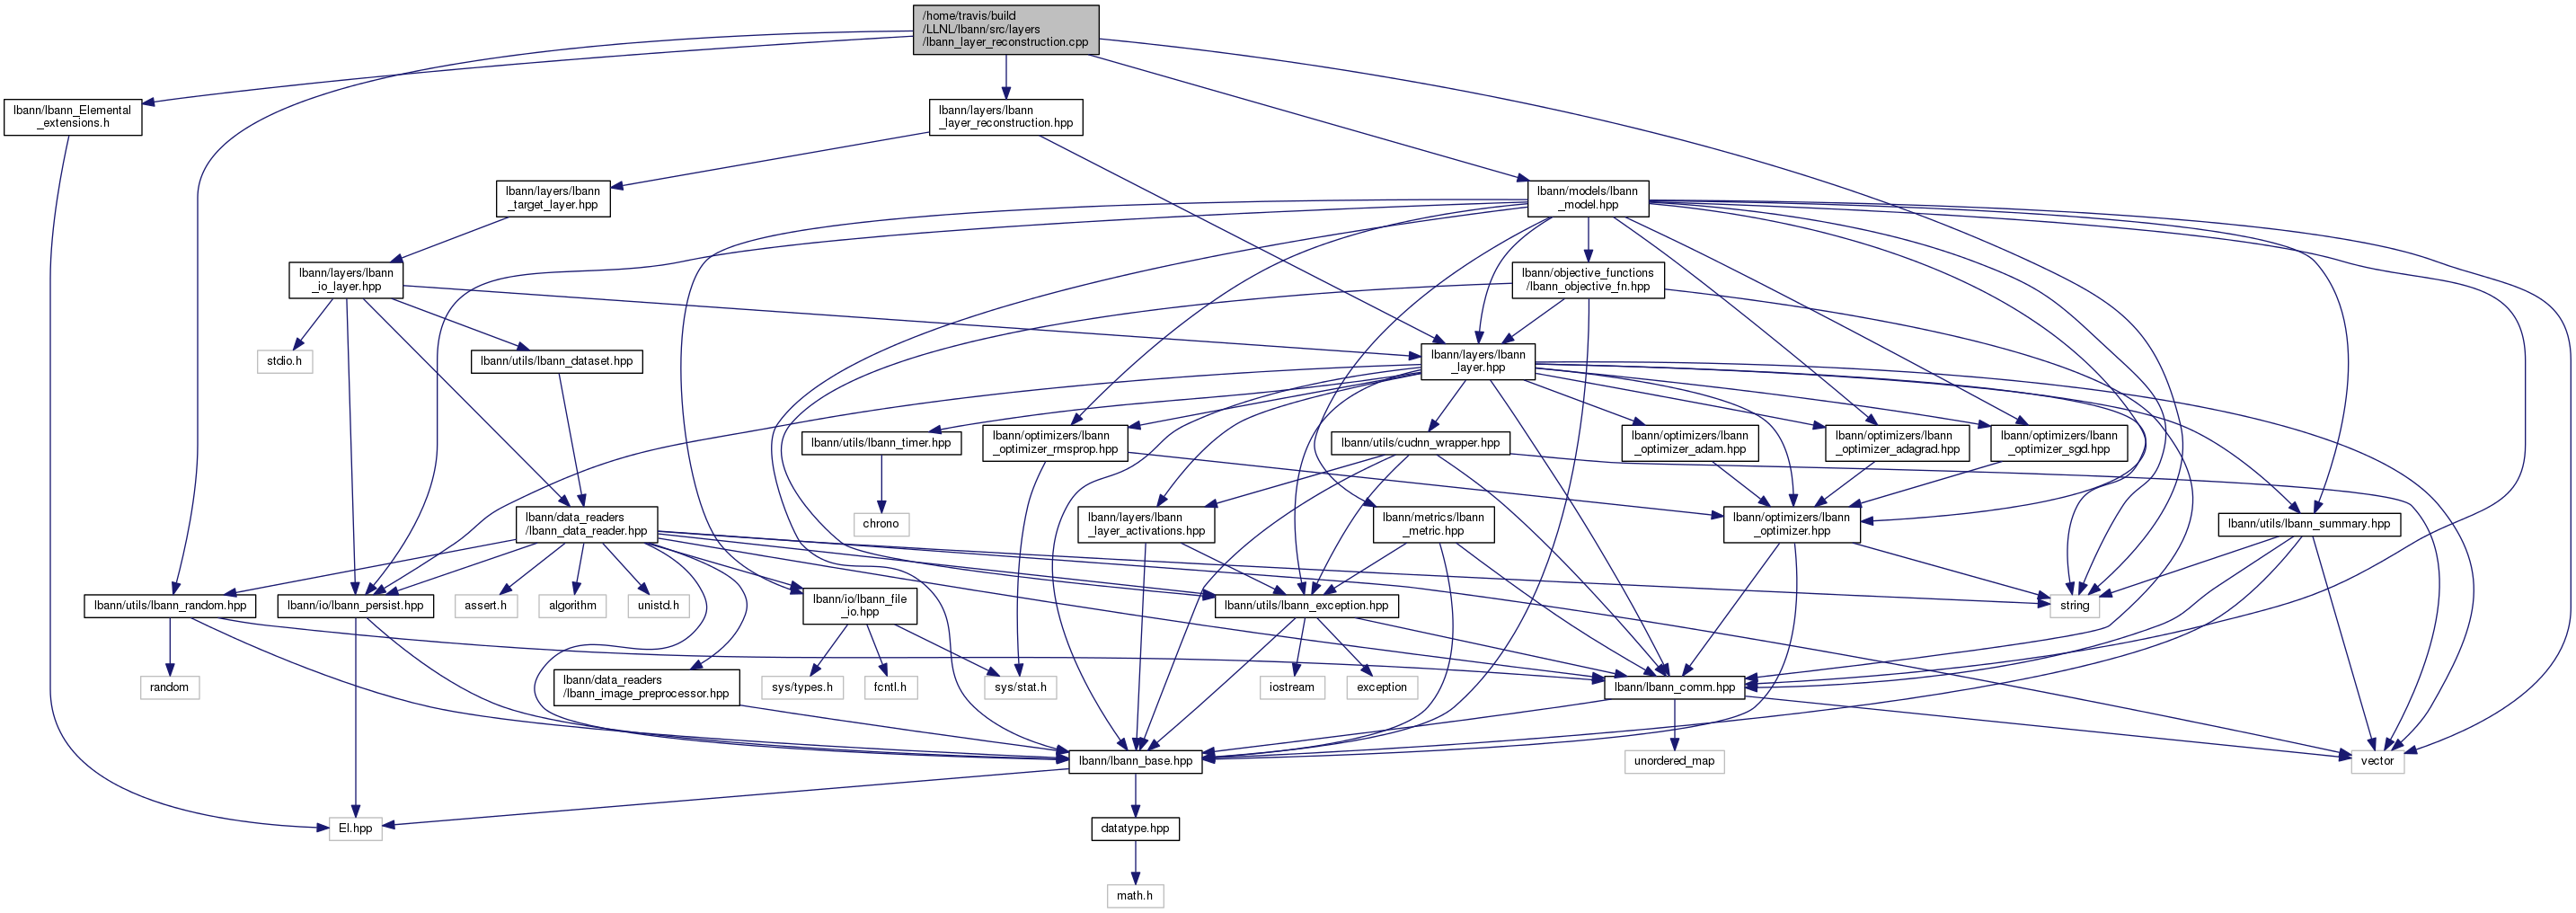 /home/travis/build
/LLNL/lbann/src/layers
/lbann_layer_reconstruction.cpp
lbann/lbann_Elemental
_extensions.h
lbann/layers/lbann
_layer_reconstruction.hpp
lbann/layers/lbann
_target_layer.hpp
lbann/models/lbann
_model.hpp
lbann/layers/lbann
_io_layer.hpp
lbann/objective_functions
/lbann_objective_fn.hpp
stdio.h
lbann/utils/lbann_dataset.hpp
lbann/layers/lbann
_layer.hpp
lbann/utils/lbann_timer.hpp
lbann/optimizers/lbann
_optimizer_rmsprop.hpp
lbann/utils/cudnn_wrapper.hpp
lbann/optimizers/lbann
_optimizer_adam.hpp
lbann/optimizers/lbann
_optimizer_adagrad.hpp
lbann/optimizers/lbann
_optimizer_sgd.hpp
lbann/data_readers
/lbann_data_reader.hpp
chrono
lbann/layers/lbann
_layer_activations.hpp
lbann/metrics/lbann
_metric.hpp
lbann/optimizers/lbann
_optimizer.hpp
lbann/utils/lbann_summary.hpp
lbann/utils/lbann_random.hpp
lbann/io/lbann_persist.hpp
assert.h
algorithm
unistd.h
lbann/io/lbann_file
_io.hpp
lbann/utils/lbann_exception.hpp
string
random
lbann/data_readers
/lbann_image_preprocessor.hpp
sys/types.h
fcntl.h
sys/stat.h
iostream
exception
lbann/lbann_comm.hpp
lbann/lbann_base.hpp
unordered_map
vector
El.hpp
datatype.hpp
math.h